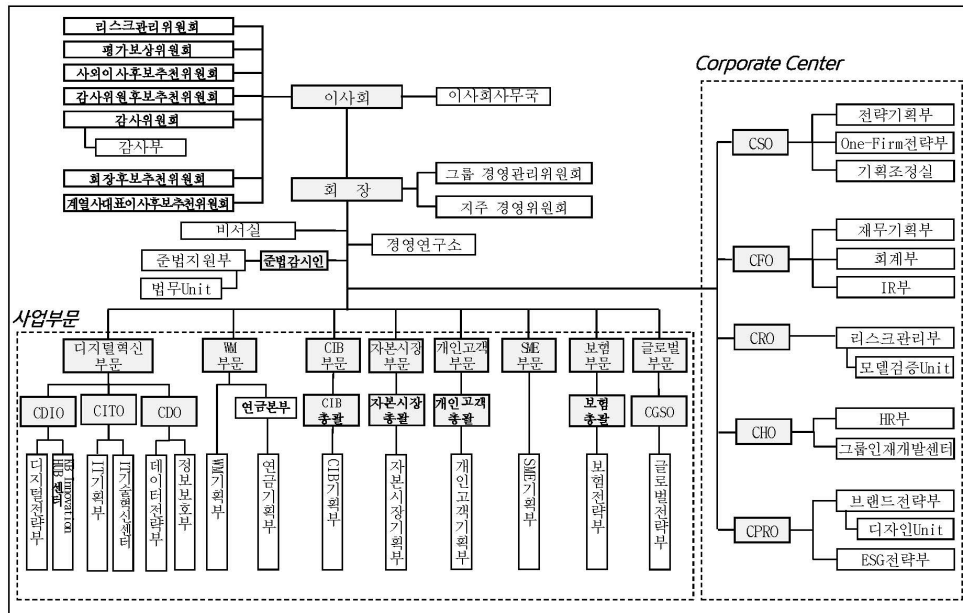 리스크관리위원회
평가보상위원회
사외이사후보추천위원회
감사위원후보추천위원회
감사위원회
감사부
회장후보추천위원회
계열사대표이사후보추천위원회
이사회
이사회사무국
회 장
그룹 경영관리위원회
지주 경영위원회
비서실
경영연구소
준법지원부
준법감시인
법무Unit
사업부문
디지털혁신
부문
WM
부문
CIB
부문
자본시장
부문
개인고객
부문
SME
부문
보험
부문
글로벌
부문
CDIO
CITO
CDO
연금본부
CIB
총괄
자본시장
총괄
개인고객
총괄
보험
총괄
CGSO
디지털전략부
KB Innovation
HUB센터
IT기획부
IT기술혁신센터
데이터전략부
정보보호부
WM기획부
연금기획부
CIB기획부
자본시장기획부
개인고객기획부
SME기획부
보험전략부
글로벌전략부
Corporate Center
CSO
전략기획부
One-Firm전략부
기획조정실
CFO
재무기획부
회계부
IR부
CRO
리스크관리부
모델검증Unit
CHO
HR부
그룹인재개발센터
CPRO
브랜드전략부
디자인Unit
ESG전략부